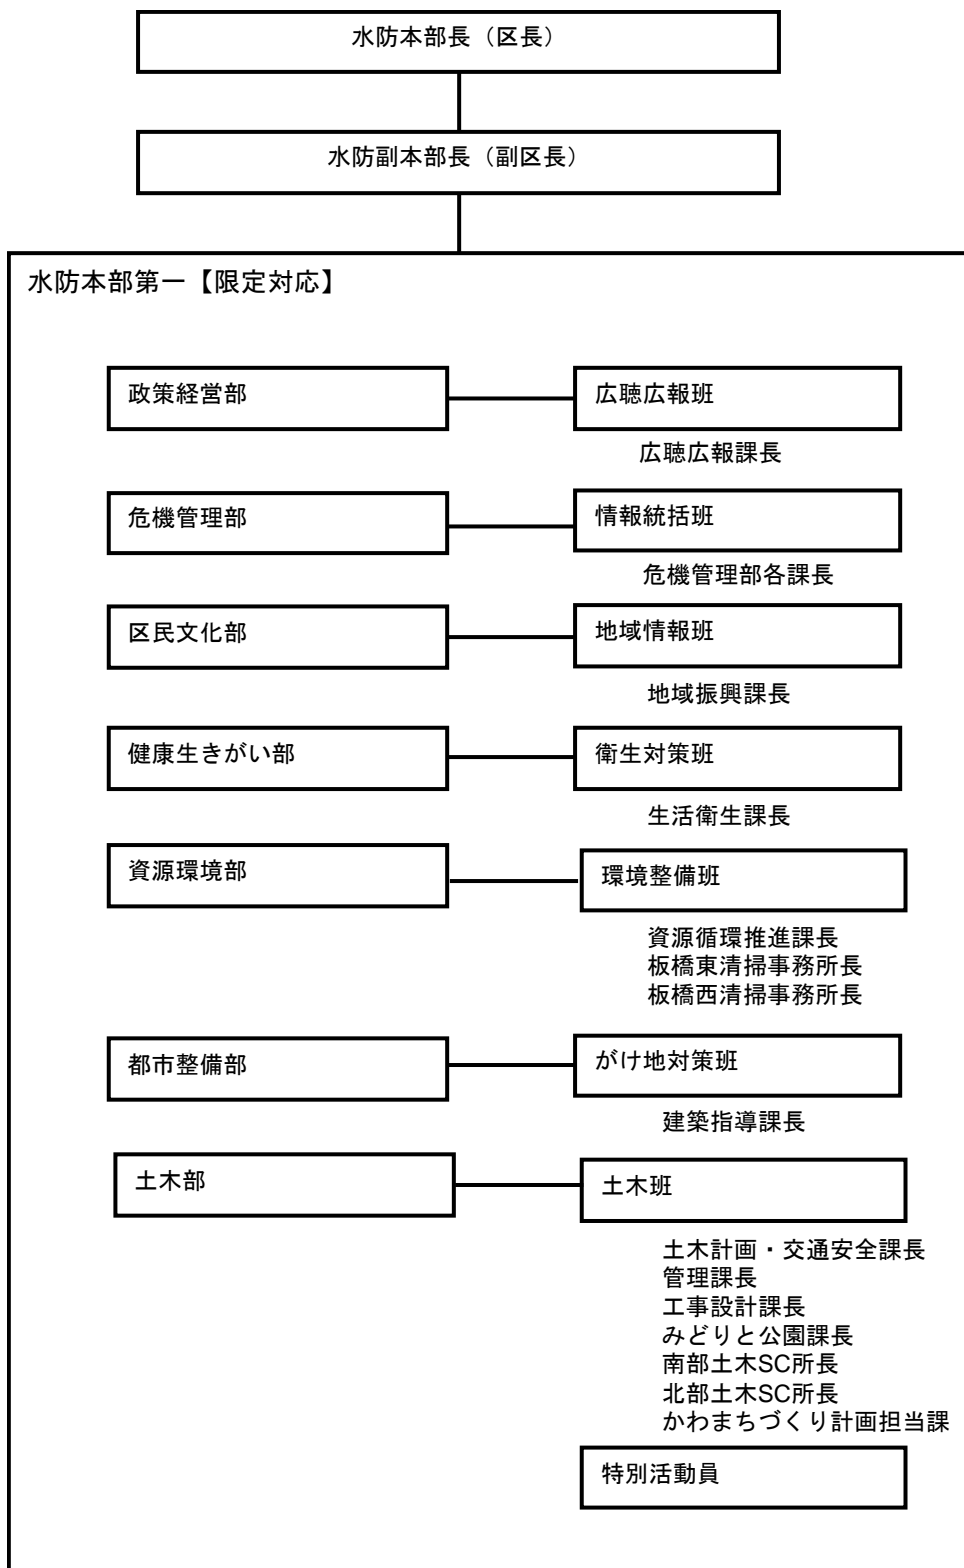 水防本部長（区長）
水防副本部長（副区長）
水防本部第一【限定対応】
政策経営部
広聴広報班
広聴広報課長
危機管理部
情報統括班
危機管理部各課長
区民文化部
地域情報班
地域振興課長
健康生きがい部
衛生対策班
生活衛生課長
資源環境部
環境整備班
資源循環推進課長
板橋東清掃事務所長
板橋西清掃事務所長
都市整備部
がけ地対策班
建築指導課長
土木部
土木班
土木計画・交通安全課長
管理課長
工事設計課長
みどりと公園課長
南部土木SC所長
北部土木SC所長
かわまちづくり計画担当課
特別活動員